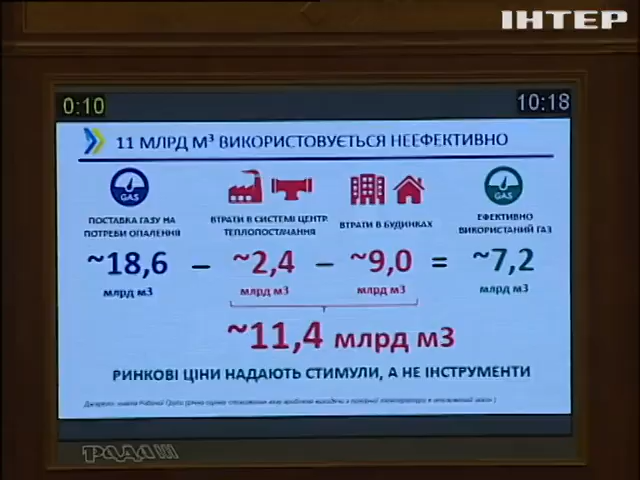 ІНТЕР
0:10
10:18
11 МЛРД М³ ВИКОРИСТОВУЄТЬСЯ НЕЕФЕКТИВНО
GAS
GAS
ПОСТАВКА ГАЗУ НА
ПОТРЕБИ ОПАЛЕННЯ
ВТРАТИ В СИСТЕМІ ЦЕНТР.
ТЕПЛОПОСТАЧАННЯ
ВТРАТИ В БУДИНКАХ
ЕФЕКТИВНО
ВИКОРИСТАНИЙ ГАЗ
~18,6 – ~2,4 – ~9,0 = ~7,2
млрд м3 млрд м3 млрд м3 млрд м3
~11,4 млрд м3
РИНКОВІ ЦІНИ НАДАЮТЬ СТИМУЛИ, А НЕ ІНСТРУМЕНТИ
РАДА